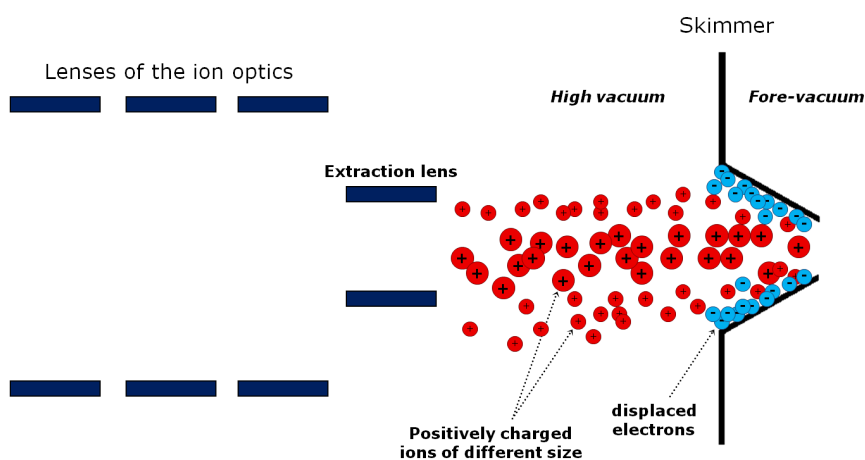 Skimmer
Lenses of the ion optics
High vacuum
Fore-vacuum
Extraction lens
Positively charged
ions of different size
displaced
electrons